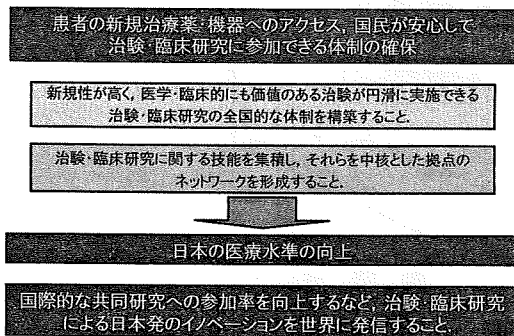 患者の新規治療薬･機器へのアクセス, 国民が安心して
治験･臨床研究に参加できる体制の確保
新規性が高く, 医学･臨床的にも価値のある治験が円滑に実施できる
治験･臨床研究の全国的な体制を構築すること.
治験･臨床研究に関する技能を集積し, それらを中核とした拠点の
ネットワークを形成すること.
日本の医療水準の向上
国際的な共同研究への参加率を向上するなど, 治験･臨床研究
による日本発のイノベーションを世界に発信すること.